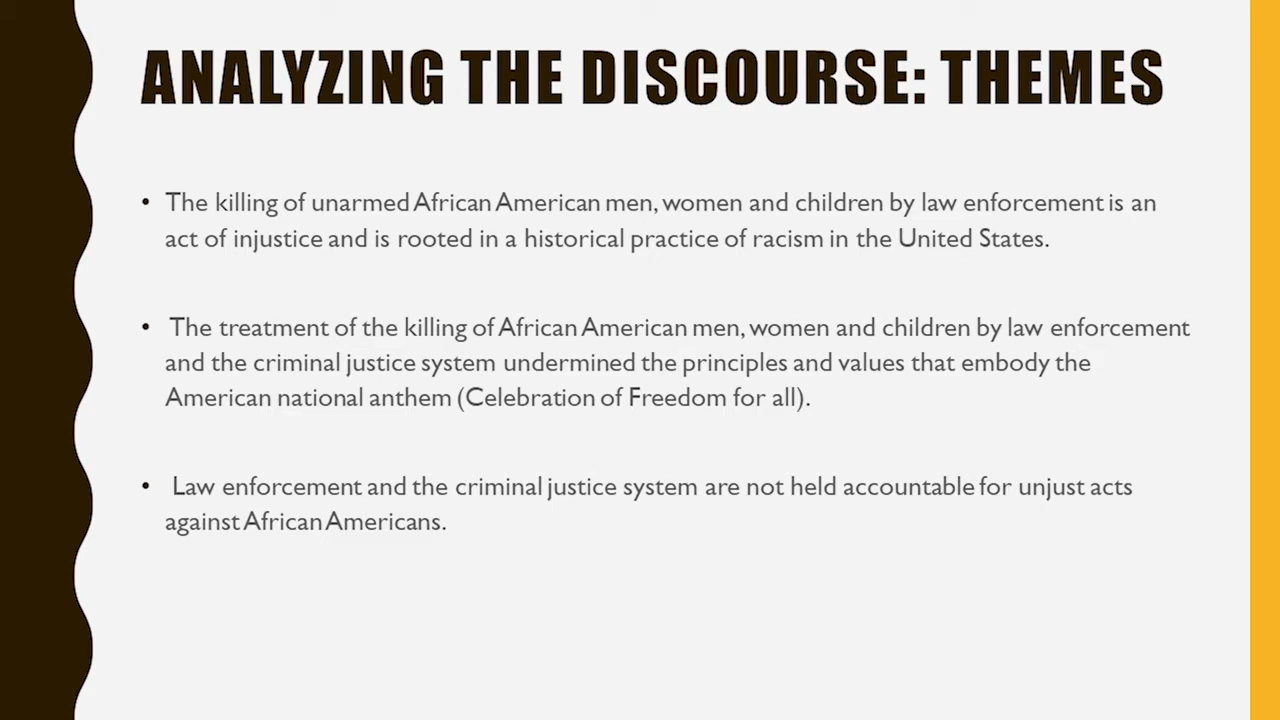 ANALYZING THE DISCOURSE: THEMES
• The killing of unarmed African American men, women and children by law enforcement is an
act of injustice and is rooted in a historical practice of racism in the United States.
• The treatment of the killing of African American men, women and children by law enforcement
and the criminal justice system undermined the principles and values that embody the
American national anthem (Celebration of Freedom for all).
• Law enforcement and the criminal justice system are not held accountable for unjust acts
against African Americans.